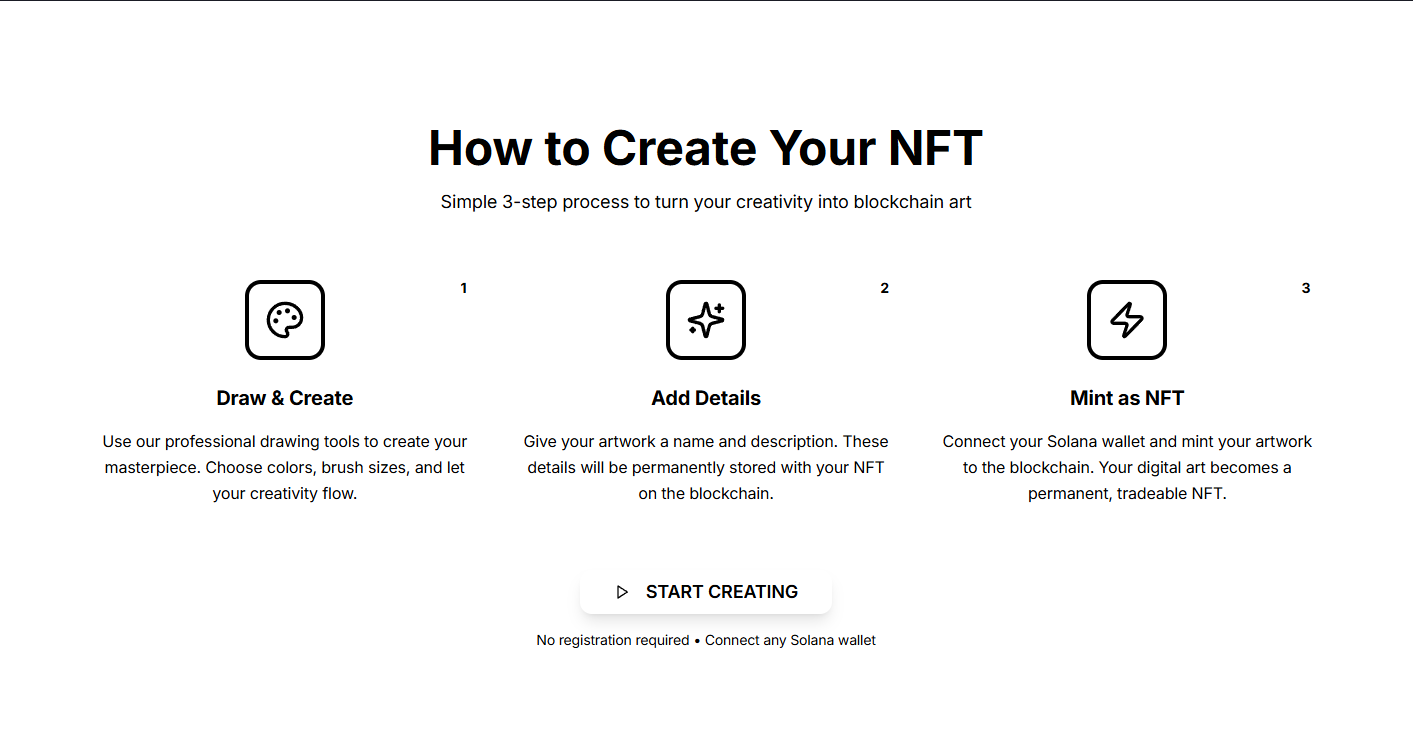 How to Create Your NFT
Simple 3-step process to turn your creativity into blockchain art
1
Draw & Create
Use our professional drawing tools to create your
masterpiece. Choose colors, brush sizes, and let
your creativity flow.
2
Add Details
Give your artwork a name and description. These
details will be permanently stored with your NFT
on the blockchain.
3
Mint as NFT
Connect your Solana wallet and mint your artwork
to the blockchain. Your digital art becomes a
permanent, tradeable NFT.
START CREATING
No registration required • Connect any Solana wallet